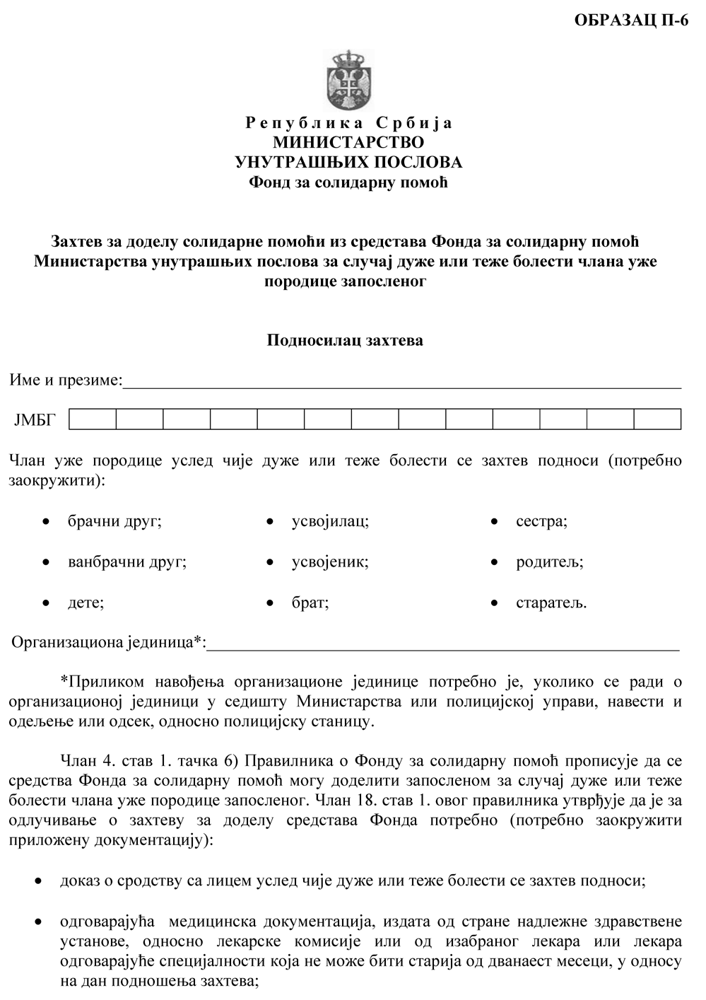 ОБРАЗАЦ П-6
Република Србија
МИНИСТАРСТВО
УНУТРАШЊИХ ПОСЛОВА
Фонд за солидарну помоћ
Захтев за доделу солидарне помоћи из средстава Фонда за солидарну помоћ
Министарства унутрашњих послова за случај дуже или теже болести члана уже
породице запосленог
Подносилац захтева
Име и презиме:
ЈМБГ
Члан уже породице услед чије дуже или теже болести се захтев подноси (потребно
заокружити):
• брачни друг; • усвојилац; • сестра;
• ванбрачни друг; • усвојеник; • родитељ;
• дете; • брат; • старатељ.
Организациона јединица*:
*Приликом навођења организационе јединице потребно је, уколико се ради о
организационој јединици у седишту Министарства или полицијској управи, навести и
одељење или одсек, односно полицијску станицу.
Члан 4. став 1. тачка 6) Правилника о Фонду за солидарну помоћ прописује да се
средства Фонда за солидарну помоћ могу доделити запосленом за случај дуже или теже
болести члана уже породице запосленог. Члан 18. став 1. овог правилника утврђује да је за
одлучивање о захтеву за доделу средстава Фонда потребно (потребно заокружити
приложену документацију):
• доказ о сродству са лицем услед чије дуже или теже болести се захтев подноси;
• одговарајућа медицинска документација, издата од стране надлежне здравствене
установе, односно лекарске комисије или од изабраног лекара или лекара
одговарајуће специјалности која не може бити старија од дванаест месеци, у односу
на дан подношења захтева;